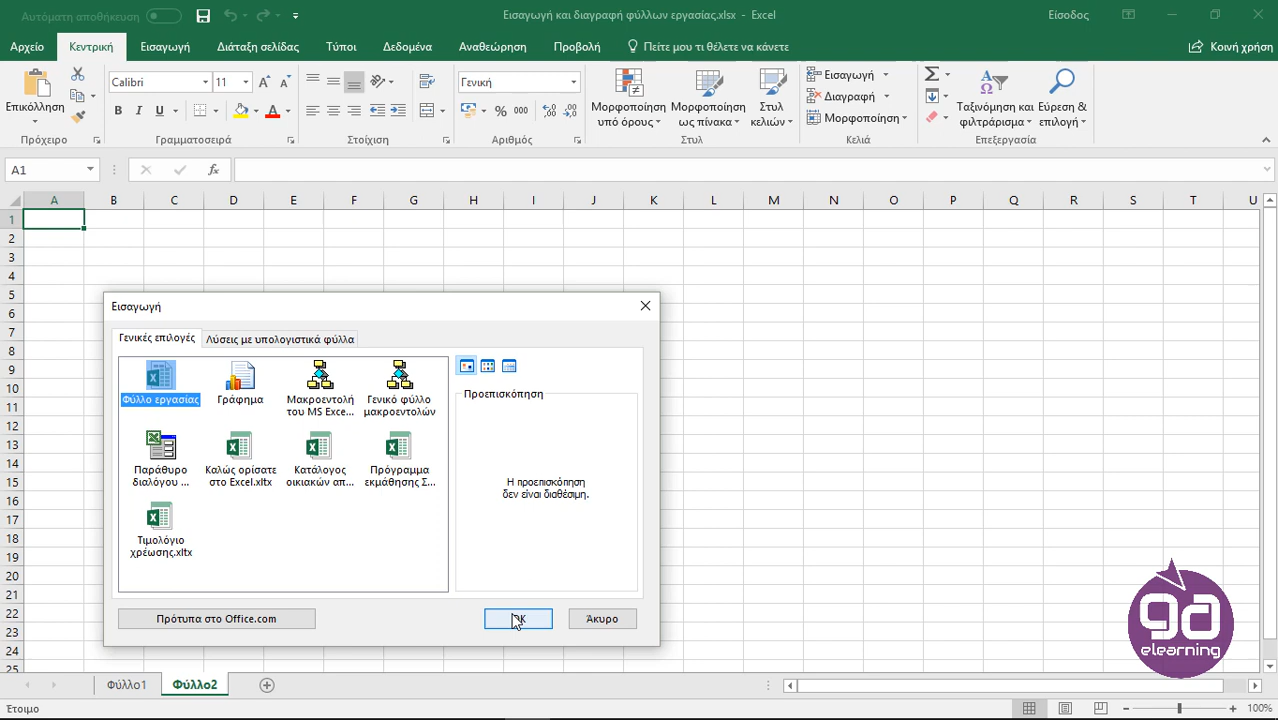 Αυτόματη αποθήκευση
Εισαγωγή και διαγραφή φύλλων εργασίας.xlsx - Excel
Είσοδος
Αρχείο
Κεντρική
Εισαγωγή
Διάταξη σελίδας
Τύποι
Δεδομένα
Αναθεώρηση
Προβολή
Πείτε μου τι θέλετε να κάνετε
Κοινή χρήση
Επικόλληση
Calibri
11
B I U
Γενική
% 000
Μορφοποίηση
υπό όρους
Μορφοποίηση
ως πίνακα
Στυλ
κελιών
Εισαγωγή
Διαγραφή
Μορφοποίηση
Ταξινόμηση και
φιλτράρισμα
Εύρεση &
επιλογή
Πρόχειρο
Γραμματοσειρά
Στοίχιση
Αριθμός
Στυλ
Κελιά
Επεξεργασία
A1
fx
A B C D E F G H I J K L M N O P Q R S T U
1
2
3
4
5
6
7
8
9
10
11
12
13
14
15
16
17
18
19
20
21
22
23
24
25
Εισαγωγή
Γενικές επιλογές
Λύσεις με υπολογιστικά φύλλα
Φύλλο εργασίας
Γράφημα
Μακροεντολή
του MS Exce...
Γενικό φύλλο
μακροεντολών
Παράθυρο
διαλόγου ...
Καλώς ορίσατε
στο Excel.xltx
Κατάλογος
οικιακών απ...
Πρόγραμμα
εκμάθησης Σ...
Τιμολόγιο
χρέωσης.xltx
Προεπισκόπηση
Η προεπισκόπηση
δεν είναι διαθέσιμη.
Πρότυπα στο Office.com
OK
Άκυρο
ga
elearning
Φύλλο1
Φύλλο2
Έτοιμο
100%